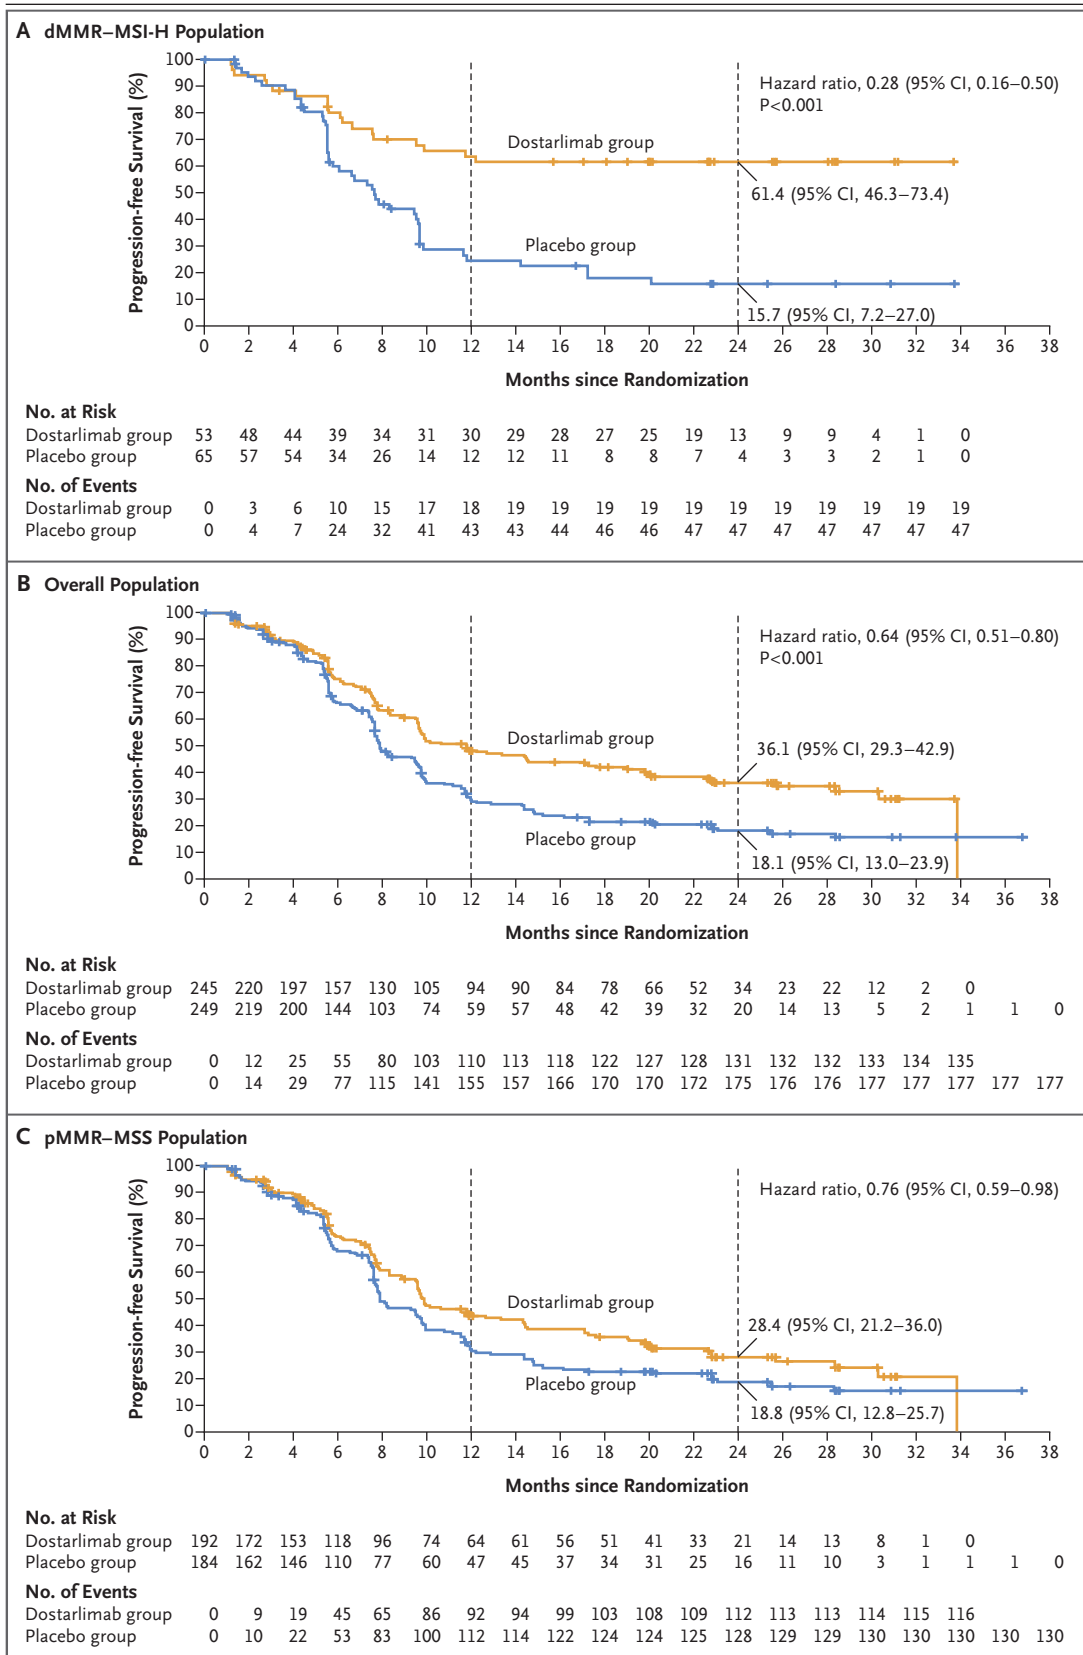 A dMMR–MSI-H Population
Progression-free Survival (%)
100
90
80
70
60
50
40
30
20
10
0
Hazard ratio, 0.28 (95% CI, 0.16–0.50)
P<0.001
Dostarlimab group
61.4 (95% CI, 46.3–73.4)
Placebo group
15.7 (95% CI, 7.2–27.0)
0 2 4 6 8 10 12 14 16 18 20 22 24 26 28 30 32 34 36 38
Months since Randomization
No. at Risk
Dostarlimab group 53 48 44 39 34 31 30 29 28 27 25 19 13 9 9 4 1 0
Placebo group 65 57 54 34 26 14 12 12 11 8 8 7 4 3 3 2 1 0
No. of Events
Dostarlimab group 0 3 6 10 15 17 18 19 19 19 19 19 19 19 19 19 19 19
Placebo group 0 4 7 24 32 41 43 43 44 46 46 47 47 47 47 47 47 47
B Overall Population
Progression-free Survival (%)
100
90
80
70
60
50
40
30
20
10
0
Hazard ratio, 0.64 (95% CI, 0.51–0.80)
P<0.001
Dostarlimab group
36.1 (95% CI, 29.3–42.9)
Placebo group
18.1 (95% CI, 13.0–23.9)
0 2 4 6 8 10 12 14 16 18 20 22 24 26 28 30 32 34 36 38
Months since Randomization
No. at Risk
Dostarlimab group 245 220 197 157 130 105 94 90 84 78 66 52 34 23 22 12 2 0
Placebo group 249 219 200 144 103 74 59 57 48 42 39 32 20 14 13 5 2 1 1 0
No. of Events
Dostarlimab group 0 12 25 55 80 103 110 113 118 122 127 128 131 132 132 133 134 135
Placebo group 0 14 29 77 115 141 155 157 166 170 170 172 175 176 176 177 177 177 177 177
C pMMR–MSS Population
Progression-free Survival (%)
100
90
80
70
60
50
40
30
20
10
0
Hazard ratio, 0.76 (95% CI, 0.59–0.98)
Dostarlimab group
28.4 (95% CI, 21.2–36.0)
Placebo group
18.8 (95% CI, 12.8–25.7)
0 2 4 6 8 10 12 14 16 18 20 22 24 26 28 30 32 34 36 38
Months since Randomization
No. at Risk
Dostarlimab group 192 172 153 118 96 74 64 61 56 51 41 33 21 14 13 8 1 0
Placebo group 184 162 146 110 77 60 47 45 37 34 31 25 16 11 10 3 1 1 1 0
No. of Events
Dostarlimab group 0 9 19 45 65 86 92 94 99 103 108 109 112 113 113 114 115 116
Placebo group 0 10 22 53 83 100 112 114 122 124 124 125 128 129 129 130 130 130 130 130